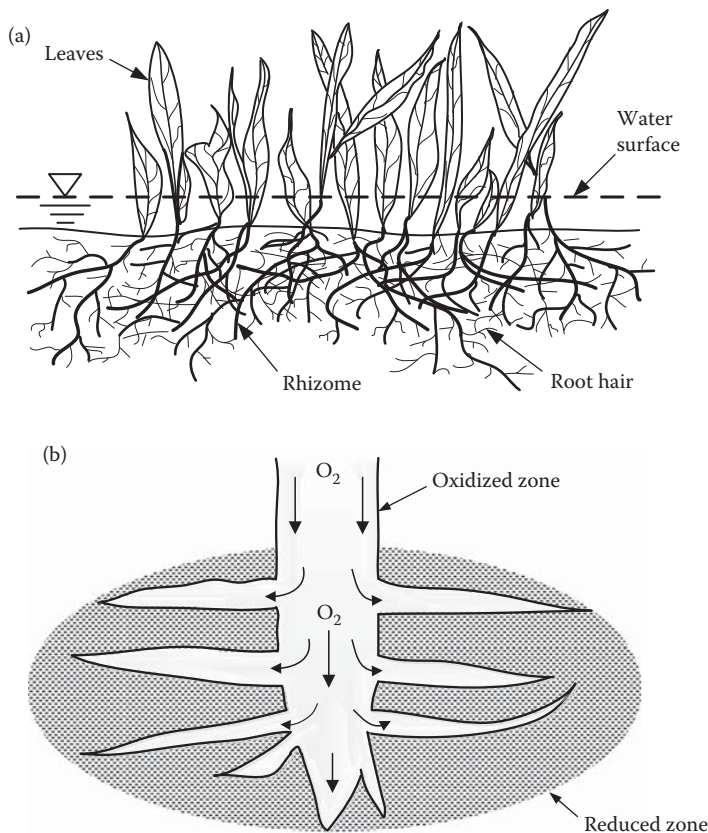 (a)
Leaves
Water
surface
Rhizome
Root hair
(b)
O2
Oxidized zone
O2
Reduced zone